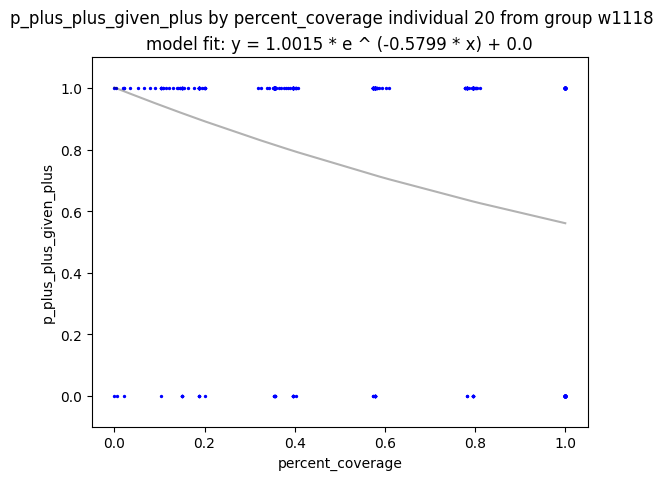 p_plus_plus_given_plus by percent_coverage individual 20 from group w1118
model fit: y = 1.0015 * e ^ (-0.5799 * x) + 0.0
1.0
0.8
0.6
0.4
0.2
0.0
p_plus_plus_given_plus
0.0 0.2 0.4 0.6 0.8 1.0
percent_coverage